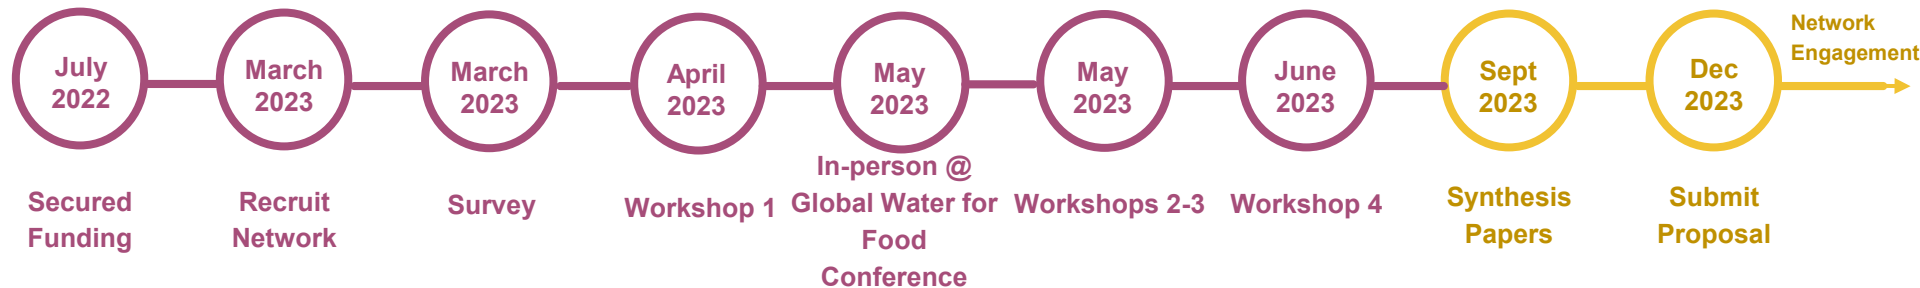 July
2022
March
2023
March
2023
April
2023
May
2023
May
2023
June
2023
Sept
2023
Dec
2023
Network
Engagement
Secured
Funding
Recruit
Network
Survey
Workshop 1
In-person @
Global Water for
Food
Conference
Workshops 2-3
Workshop 4
Synthesis
Papers
Submit
Proposal